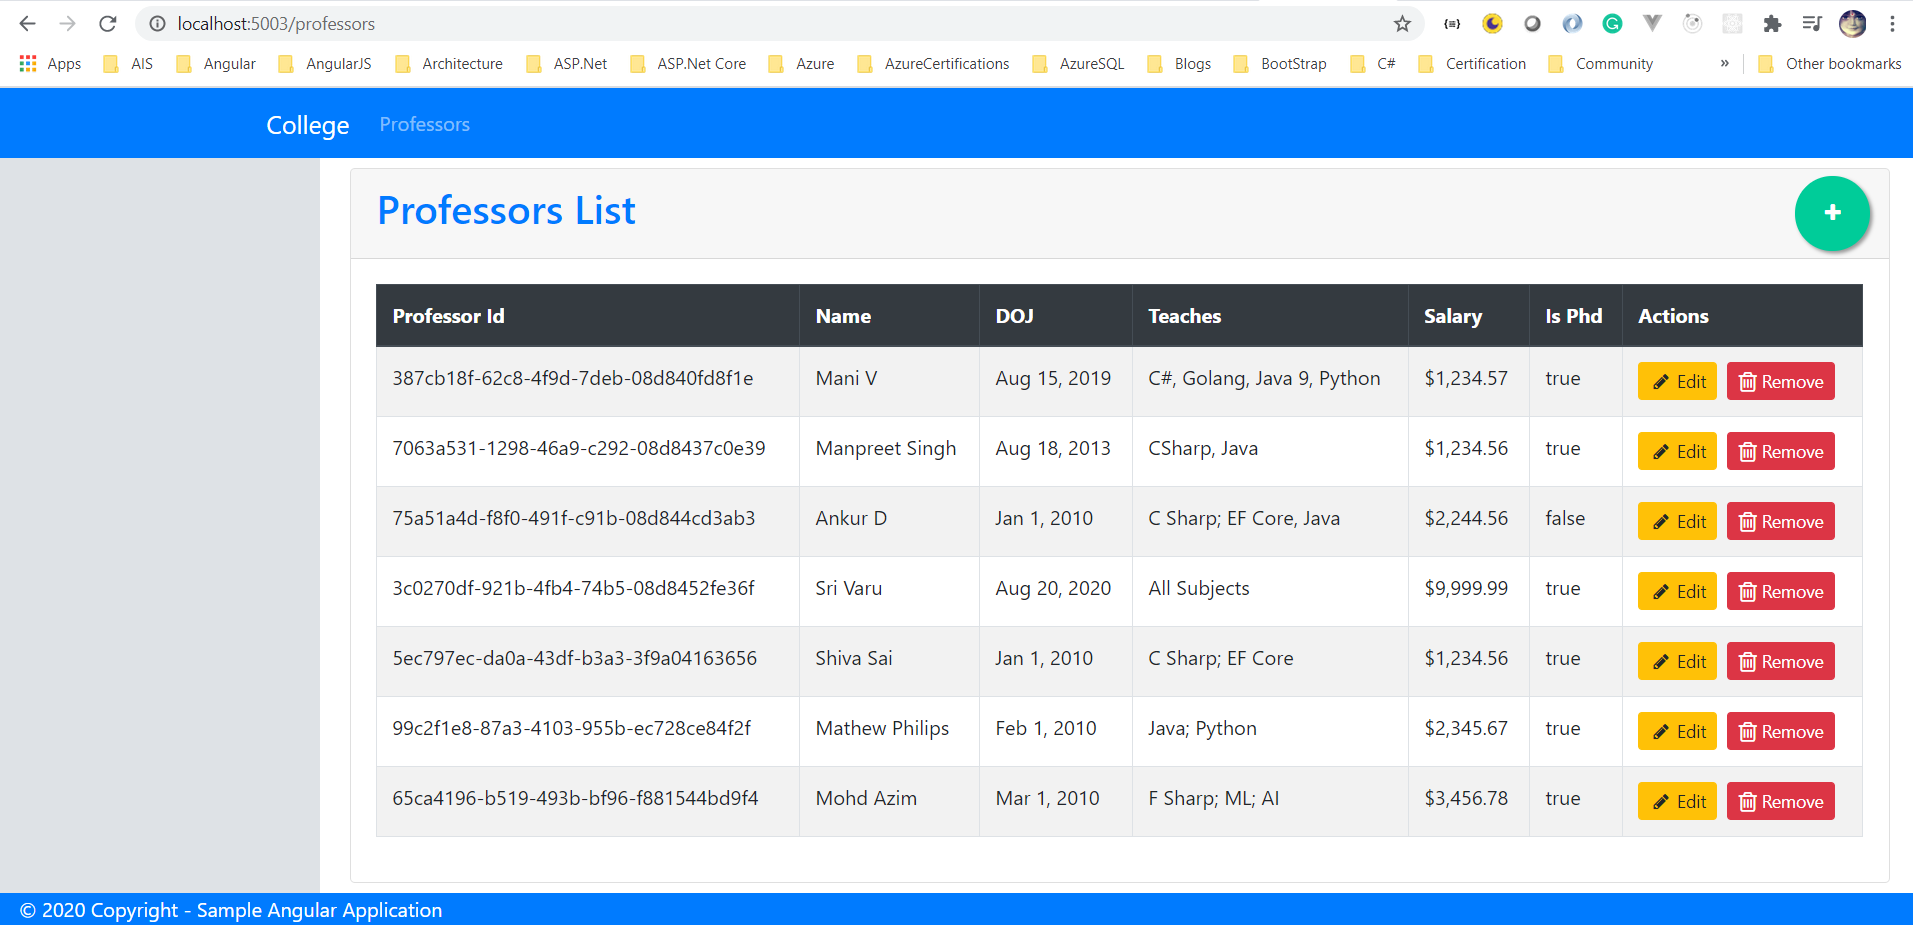 localhost:5003/professors
Apps AIS Angular AngularJS Architecture ASP.Net ASP.Net Core Azure AzureCertifications AzureSQL Blogs BootStrap C# Certification Community » Other bookmarks
College Professors
Professors List
+
Professor Id Name DOJ Teaches Salary Is Phd Actions
387cb18f-62c8-4f9d-7deb-08d840fd8f1e Mani V Aug 15, 2019 C#, Golang, Java 9, Python $1,234.57 true Edit Remove
7063a531-1298-46a9-c292-08d8437c0e39 Manpreet Singh Aug 18, 2013 CSharp, Java $1,234.56 true Edit Remove
75a51a4d-f8f0-491f-c91b-08d844cd3ab3 Ankur D Jan 1, 2010 C Sharp; EF Core, Java $2,244.56 false Edit Remove
3c0270df-921b-4fb4-74b5-08d8452fe36f Sri Varu Aug 20, 2020 All Subjects $9,999.99 true Edit Remove
5ec797ec-da0a-43df-b3a3-3f9a04163656 Shiva Sai Jan 1, 2010 C Sharp; EF Core $1,234.56 true Edit Remove
99c2f1e8-87a3-4103-955b-ec728ce84f2f Mathew Philips Feb 1, 2010 Java; Python $2,345.67 true Edit Remove
65ca4196-b519-493b-bf96-f881544bd9f4 Mohd Azim Mar 1, 2010 F Sharp; ML; AI $3,456.78 true Edit Remove
© 2020 Copyright - Sample Angular Application